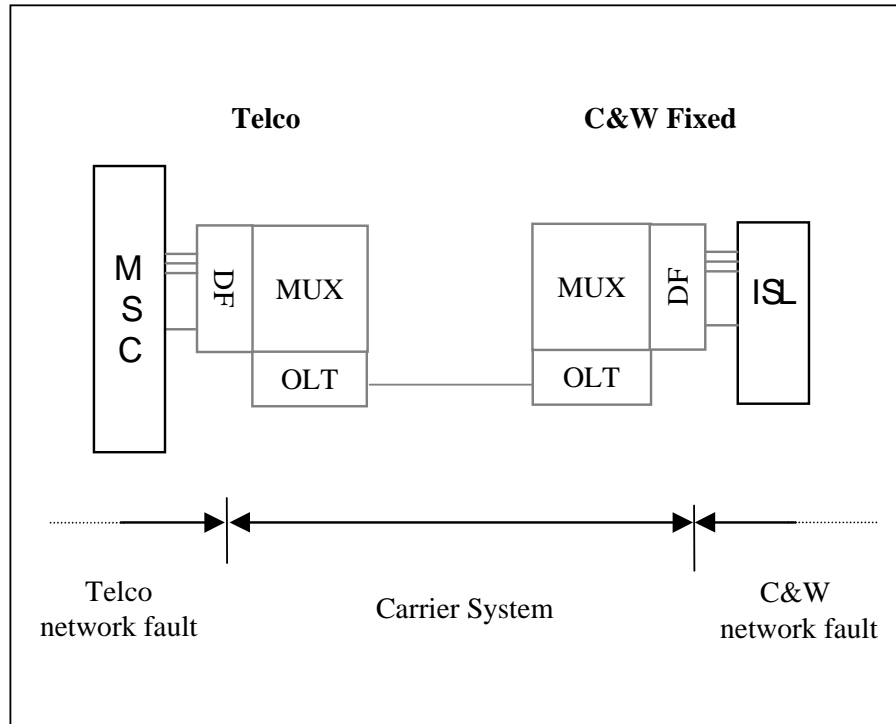 Telco
C&W Fixed
M
S
C
DF
MUX
OLT
MUX
DF
OLT
ISL
Telco
network fault
Carrier System
C&W
network fault